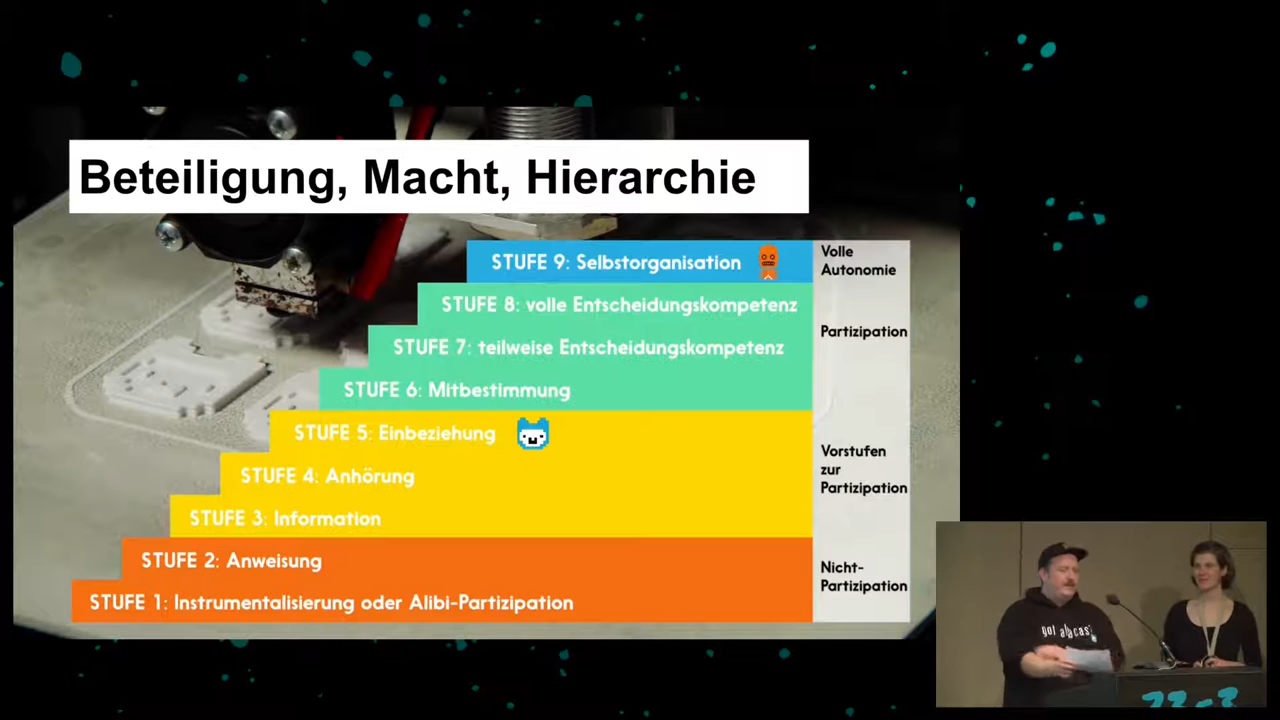 Beteiligung, Macht, Hierarchie
STUFE 9: Selbstorganisation
Volle
Autonomie
STUFE 8: volle Entscheidungskompetenz
Partizipation
STUFE 7: teilweise Entscheidungskompetenz
STUFE 6: Mitbestimmung
STUFE 5: Einbeziehung
Vorstufen
zur
Partizipation
STUFE 4: Anhörung
STUFE 3: Information
STUFE 2: Anweisung
Nicht-
Partizipation
STUFE 1: Instrumentalisierung oder Alibi-Partizipation
got